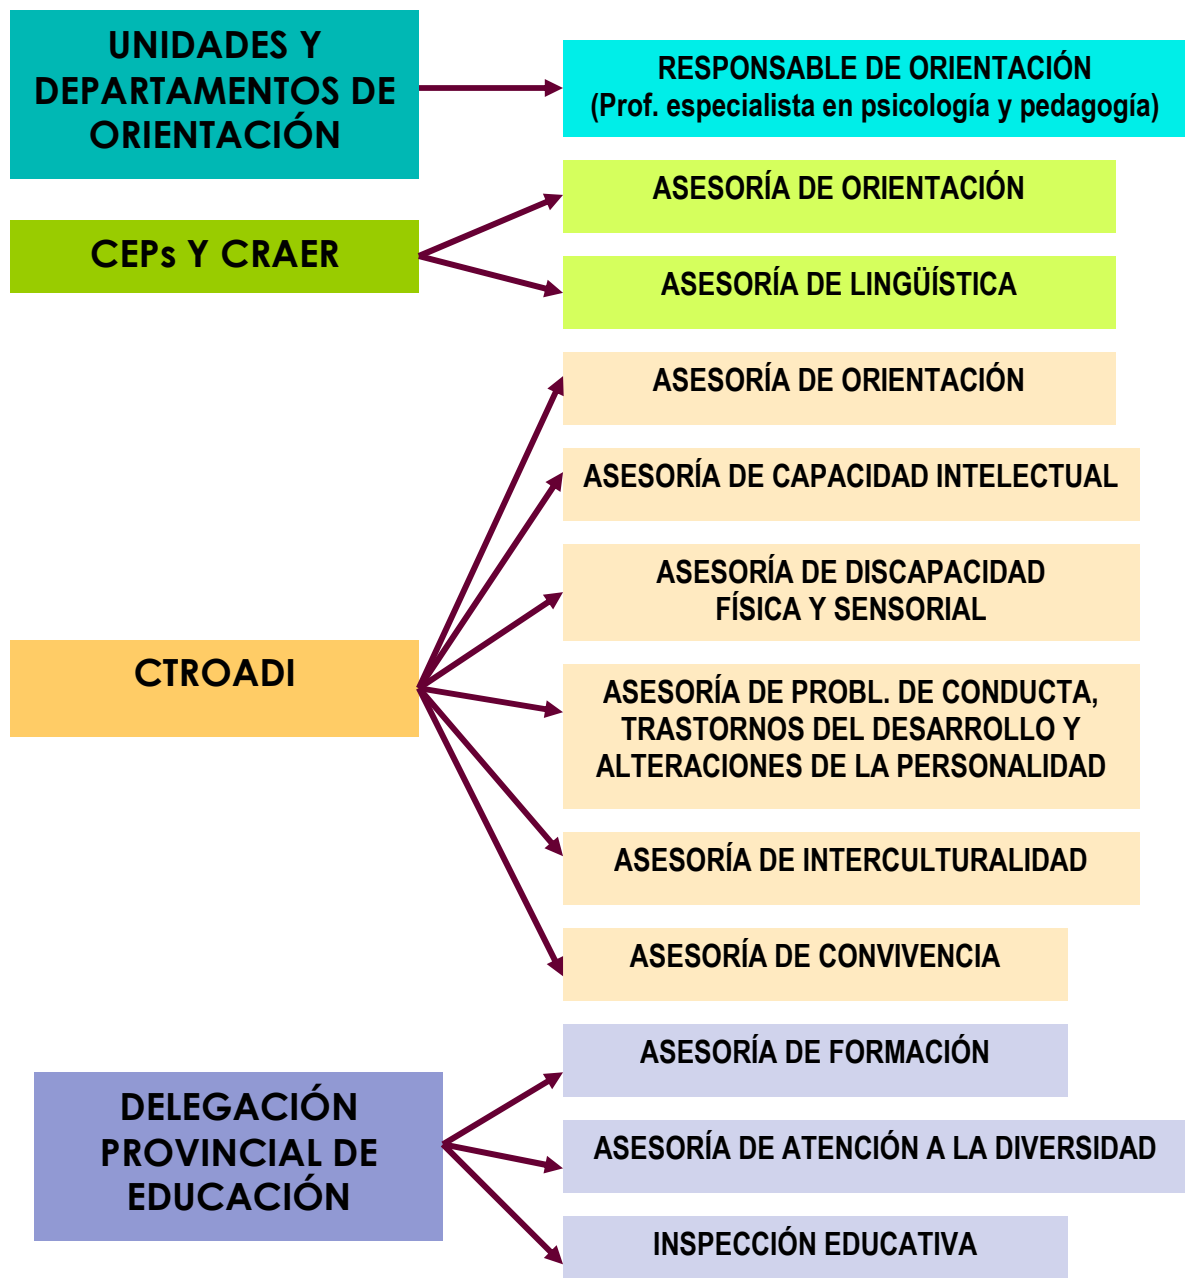 UNIDADES Y
DEPARTAMENTOS DE
ORIENTACIÓN
RESPONSABLE DE ORIENTACIÓN
(Prof. especialista en psicología y pedagogía)
CEPs Y CRAER
ASESORÍA DE ORIENTACIÓN
ASESORÍA DE LINGÜÍSTICA
CTROADI
ASESORÍA DE ORIENTACIÓN
ASESORÍA DE CAPACIDAD INTELECTUAL
ASESORÍA DE DISCAPACIDAD
FÍSICA Y SENSORIAL
ASESORÍA DE PROBL. DE CONDUCTA,
TRASTORNOS DEL DESARROLLO Y
ALTERACIONES DE LA PERSONALIDAD
ASESORÍA DE INTERCULTURALIDAD
ASESORÍA DE CONVIVENCIA
DELEGACIÓN
PROVINCIAL DE
EDUCACIÓN
ASESORÍA DE FORMACIÓN
ASESORÍA DE ATENCIÓN A LA DIVERSIDAD
INSPECCIÓN EDUCATIVA